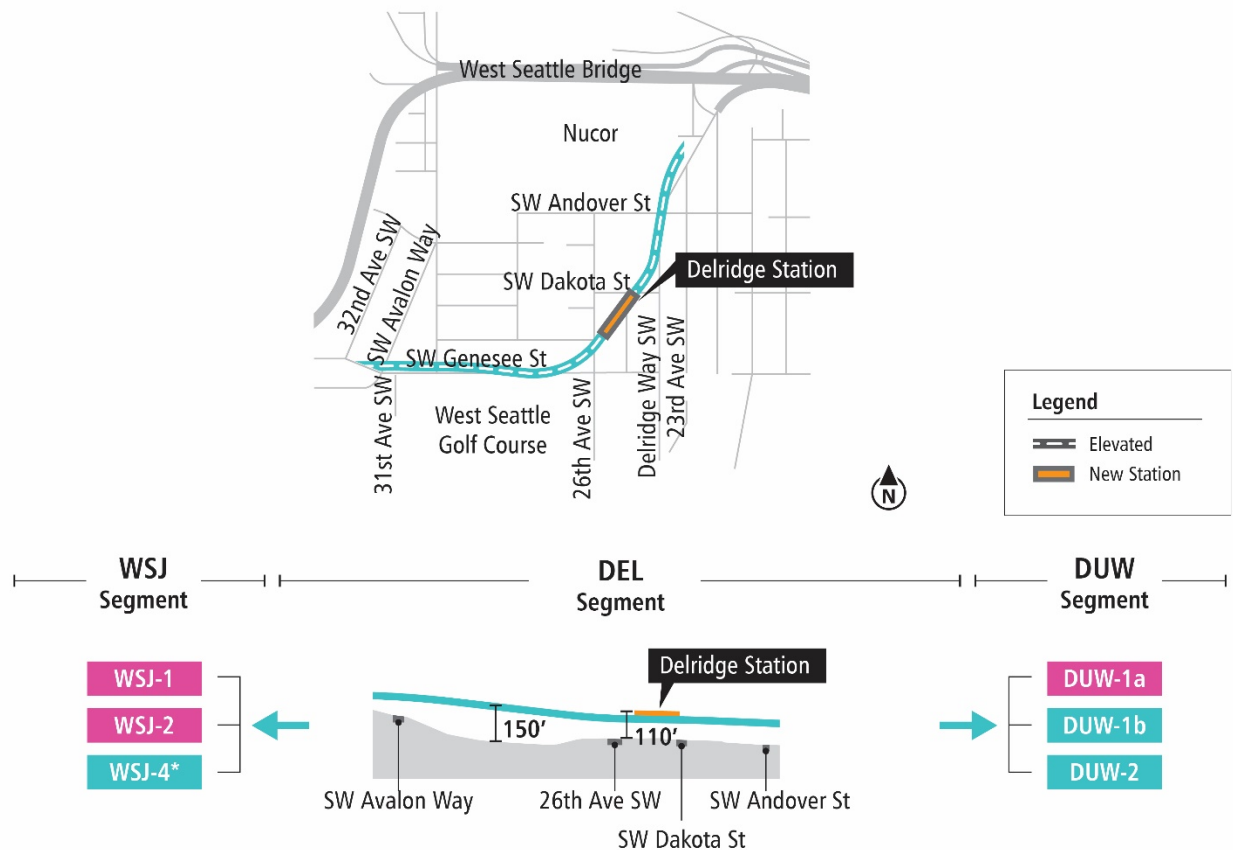 West Seattle Bridge
Nucor
SW Andover St
32nd Ave SW
SW Avalon Way
SW Dakota St
Delridge Station
SW Genesee St
31st Ave SW
West Seattle
Golf Course
26th Ave SW
Delridge Way SW
23rd Ave SW
Legend
Elevated
New Station
N
WSJ
Segment
DEL
Segment
DUW
Segment
WSJ-1
WSJ-2
WSJ-4*
Delridge Station
150’
110’
SW Avalon Way
26th Ave SW
SW Andover St
SW Dakota St
DUW-1a
DUW-1b
DUW-2